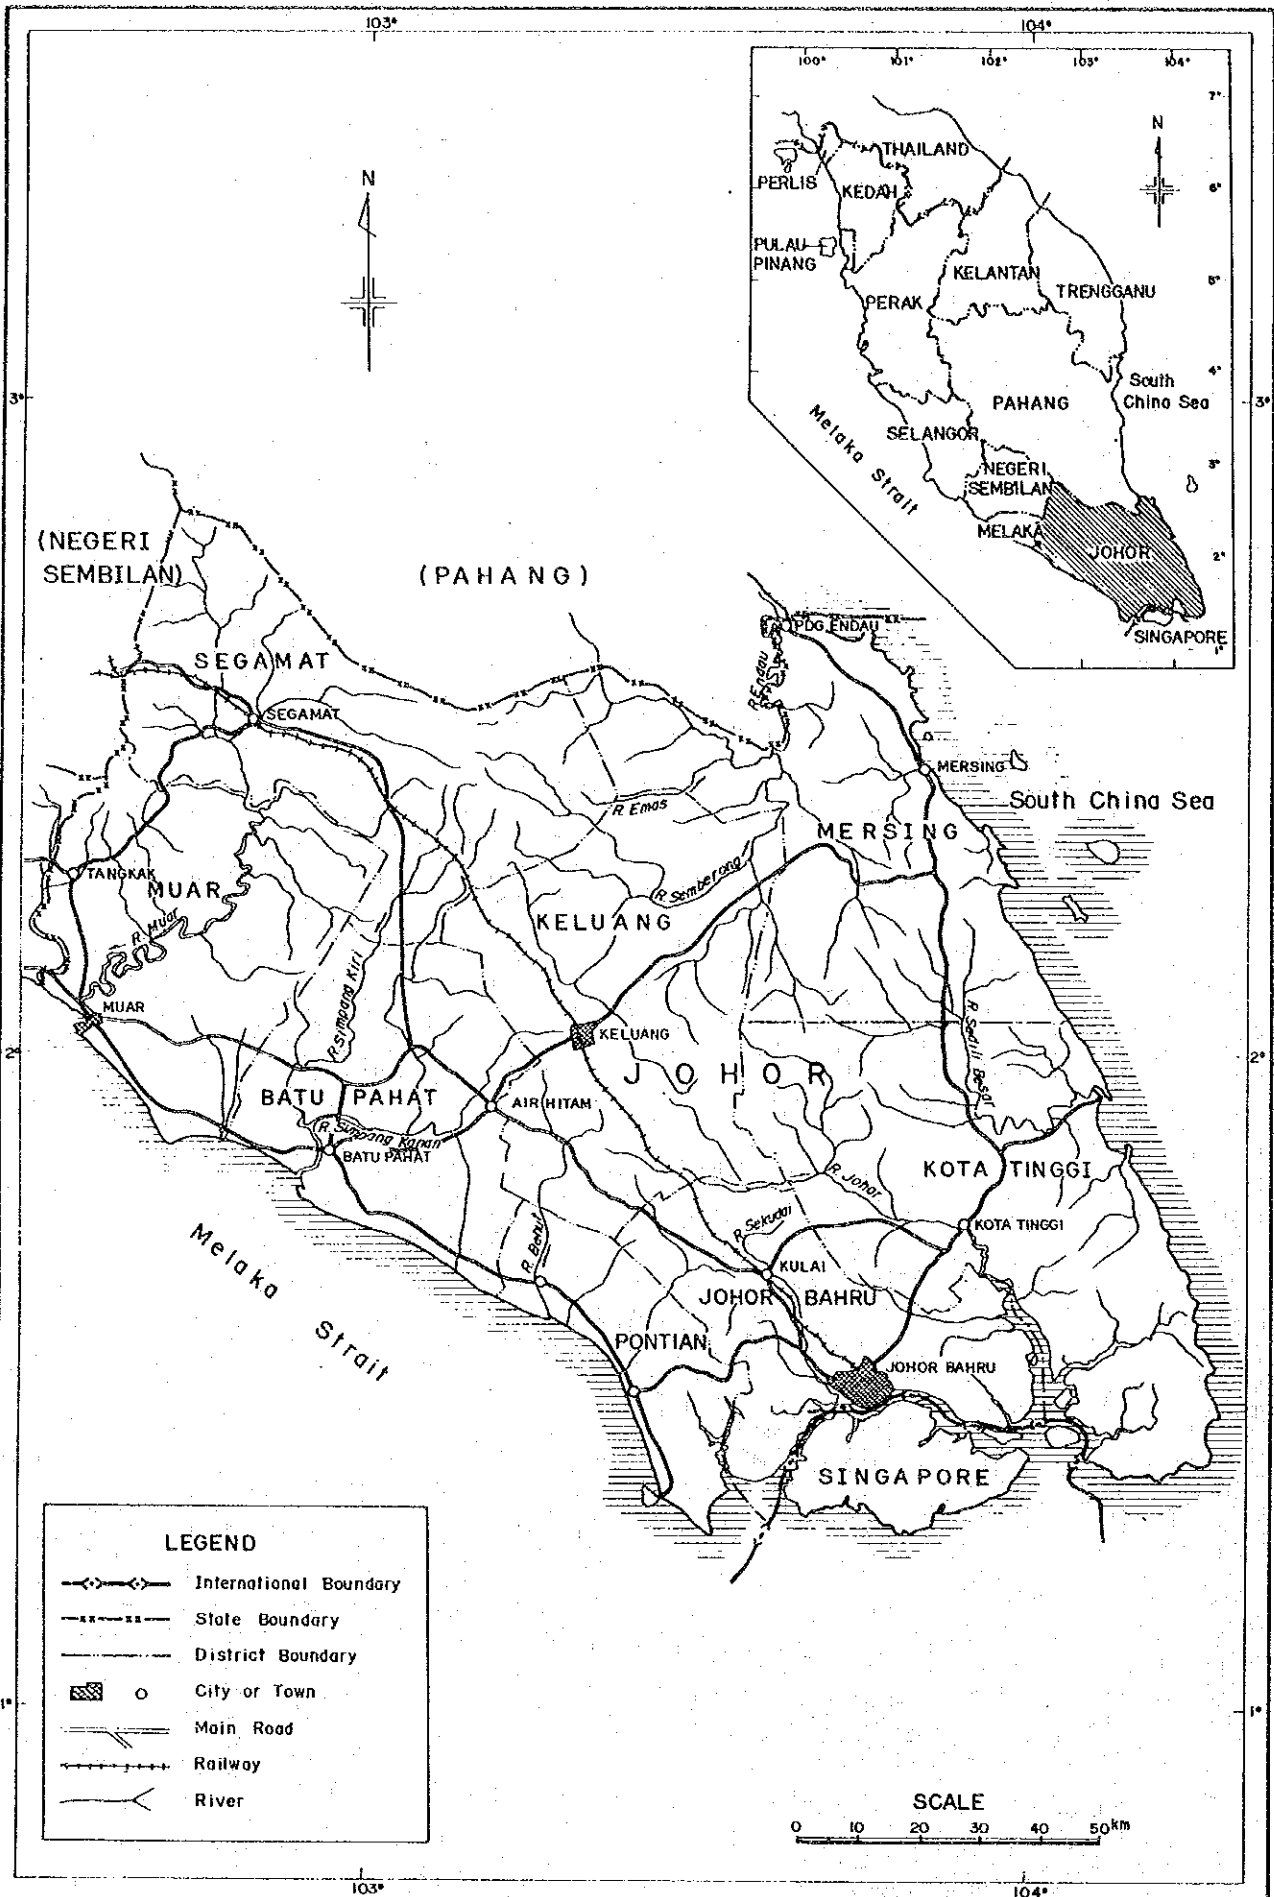 103°
104°
100°
101°
102°
103°
104°
7°
N
THAILAND
PERLIS
KEDAH
6°
PULAU
PINANG
KELANTAN
5°
TRENGGANU
PERAK
4°
South
China Sea
PAHANG
Melaka Strait
SELANGOR
3°
NEGERI
SEMBILAN
MELAKA
JOHOR
2°
SINGAPORE
1°
N
3°
3°
(NEGERI
SEMBILAN)
(PAHANG)
PDG ENDAU
SEGAMAT
R. Endau
SEGAMAT
MERSING
South China Sea
R. Emas
MERSING
TANGKAK
MUAR
R. Semberong
KELUANG
R. Muar
R. Simpang Kiri
MUAR
KELUANG
R. Sedili Besar
2°
2°
JOHOR
BATU PAHAT
AIR HITAM
R. Simpang Kanan
BATU PAHAT
KOTA TINGGI
R. Johor
R. Sekudai
KOTA TINGGI
R. Benut
Melaka
Strait
KULAI
JOHOR BAHRU
PONTIAN
JOHOR BAHRU
SINGAPORE
LEGEND
International Boundary
State Boundary
District Boundary
City or Town
Main Road
Railway
River
1°
1°
SCALE
0 10 20 30 40 50 km
103°
104°